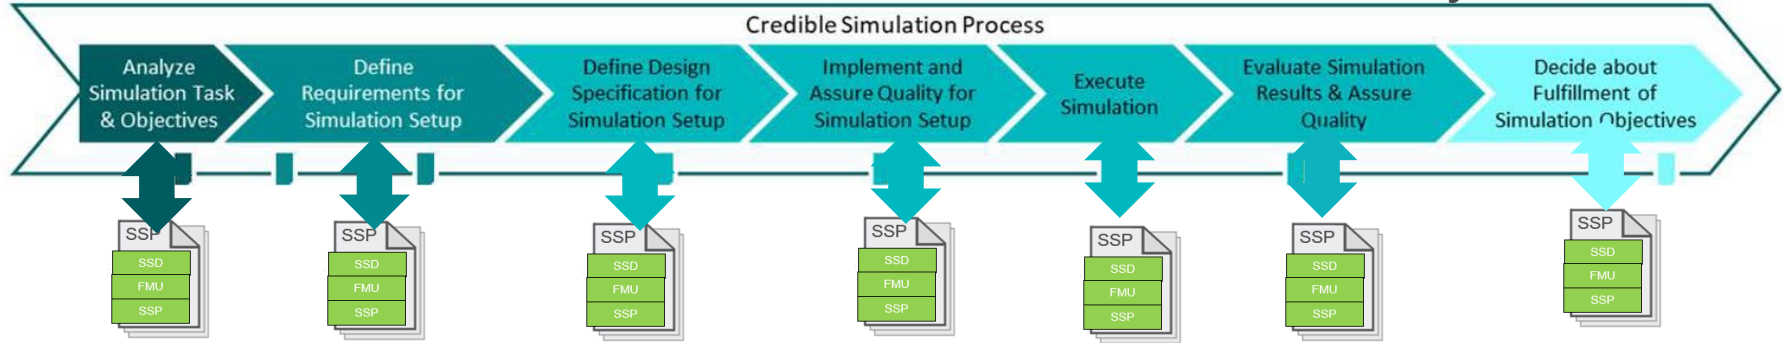 Credible Simulation Process
Analyze
Simulation Task
& Objectives
Define
Requirements for
Simulation Setup
Define Design
Specification for
Simulation Setup
Implement and
Assure Quality for
Simulation Setup
Execute
Simulation
Evaluate Simulation
Results & Assure
Quality
Decide about
Fulfillment of
Simulation Objectives
SSP
SSD
FMU
SSP
SSP
SSD
FMU
SSP
SSP
SSD
FMU
SSP
SSP
SSD
FMU
SSP
SSP
SSD
FMU
SSP
SSP
SSD
FMU
SSP
SSP
SSD
FMU
SSP